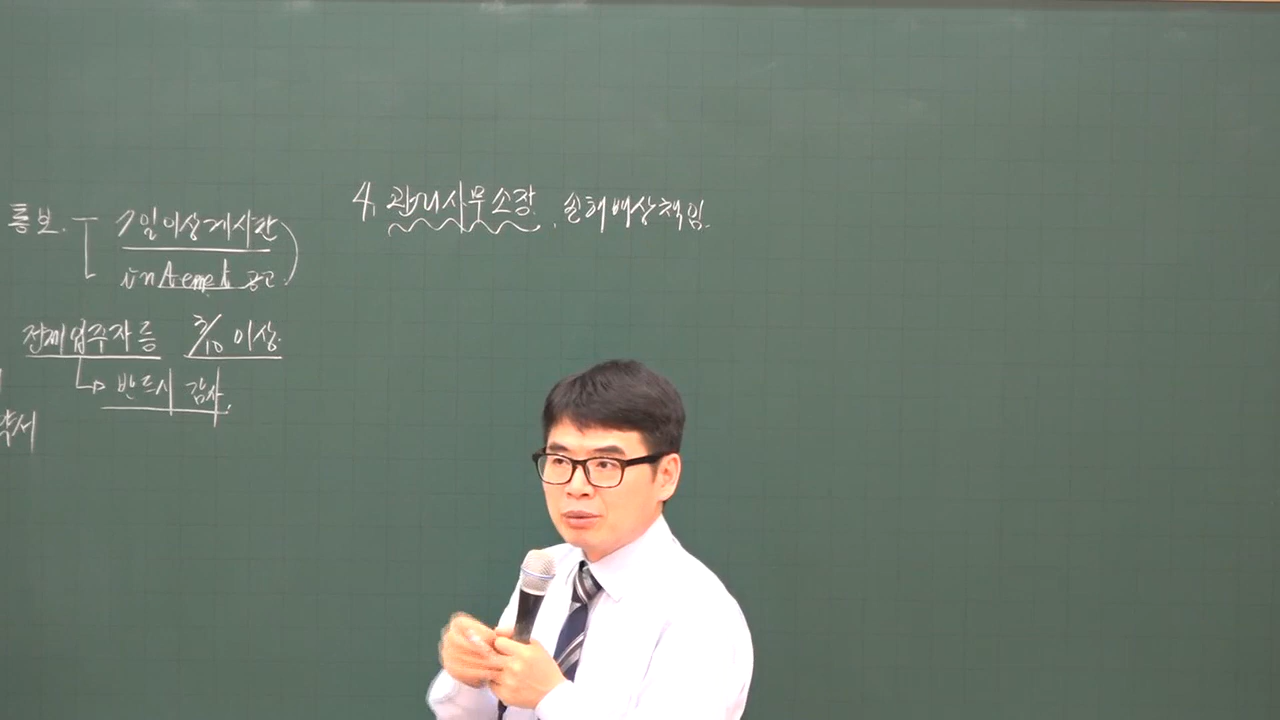 통보. 7일 이상 게시판
internet 공고.
전체 입주자등 3/10 이상.
반드시 감사.
약서
4. 관리사무소장. 손해배상책임.